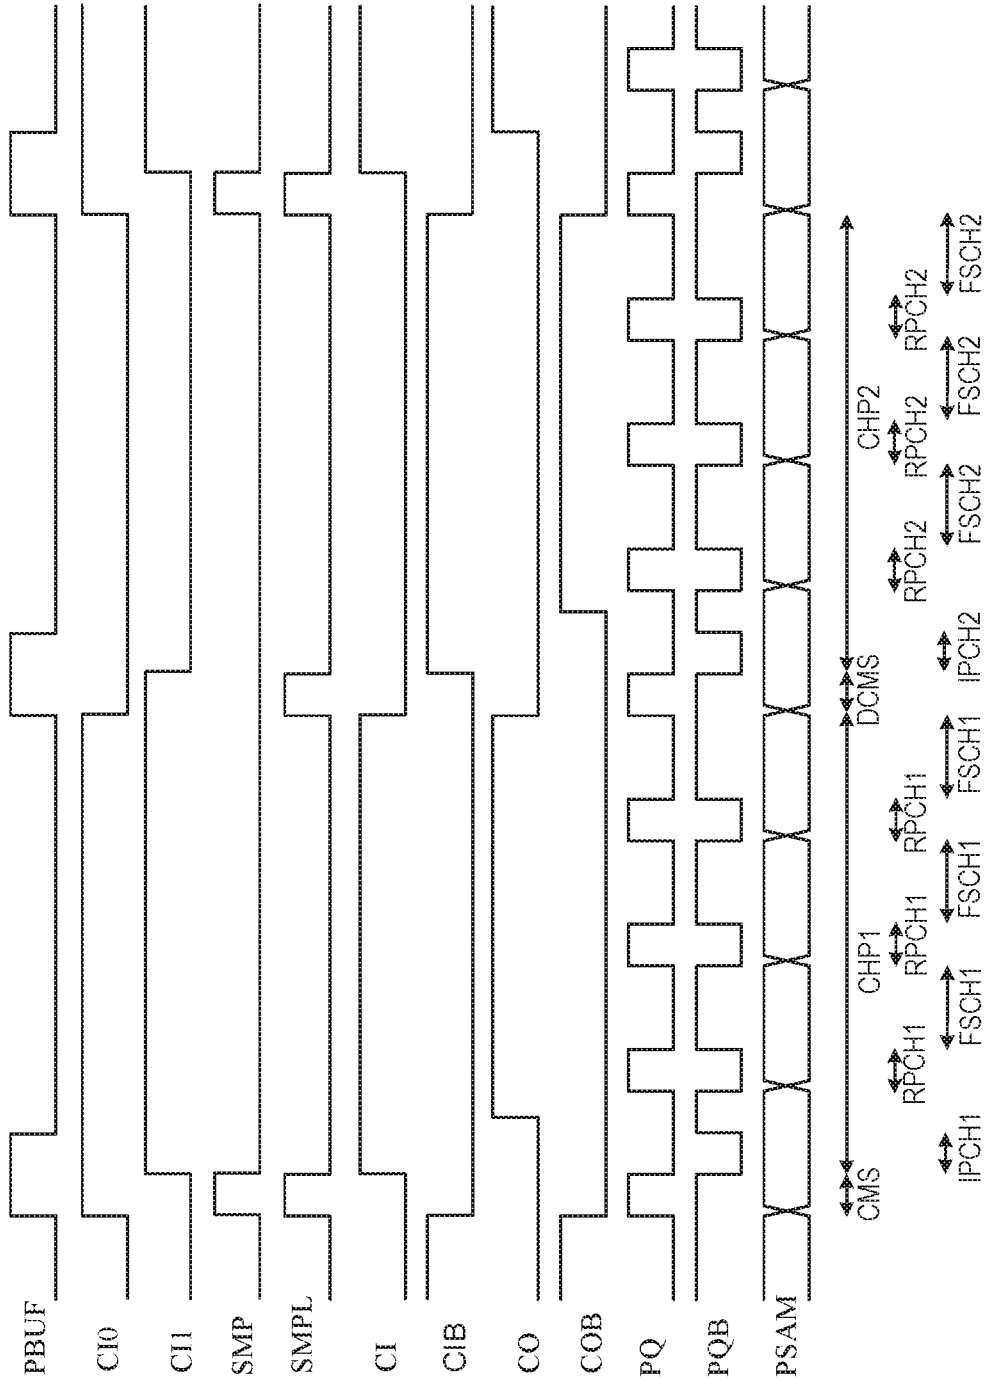 PBUF
CI0
CI1
SMP
SMPL
CI
CIB
CO
COB
PQ
PQB
PSAM
CMS CHP1 DCMS CHP2
RPCH1 RPCH1 RPCH1 RPCH2 RPCH2 RPCH2
IPCH1 FSCH1 FSCH1 FSCH1 IPCH2 FSCH2 FSCH2 FSCH2